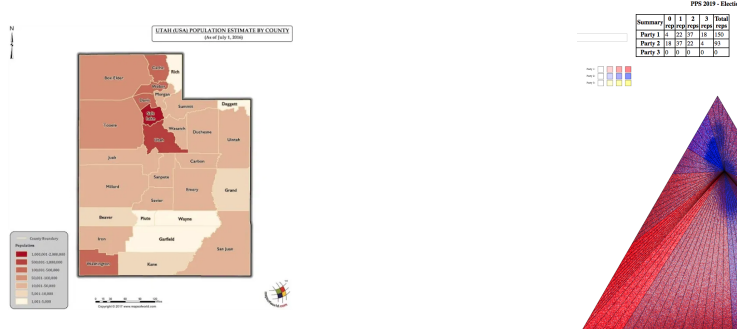 UTAH (USA) POPULATION ESTIMATE BY COUNTY
(As of July 1, 2016)
N
Box Elder
Cache
Rich
Weber
Morgan
Davis
Salt
Lake
Summit
Daggett
Tooele
Utah
Wasatch
Duchesne
Uintah
Juab
Carbon
Sanpete
Millard
Emery
Grand
Sevier
Beaver
Piute
Wayne
Iron
Garfield
San Juan
Washington
Kane
County Boundary
Population
PPS 2019 - Electi
Summary 0 rep 1 rep 2 reps 3 reps Total reps
Party 1 4 22 37 18 150
Party 2 18 37 22 4 93
Party 3 0 0 0 0 0